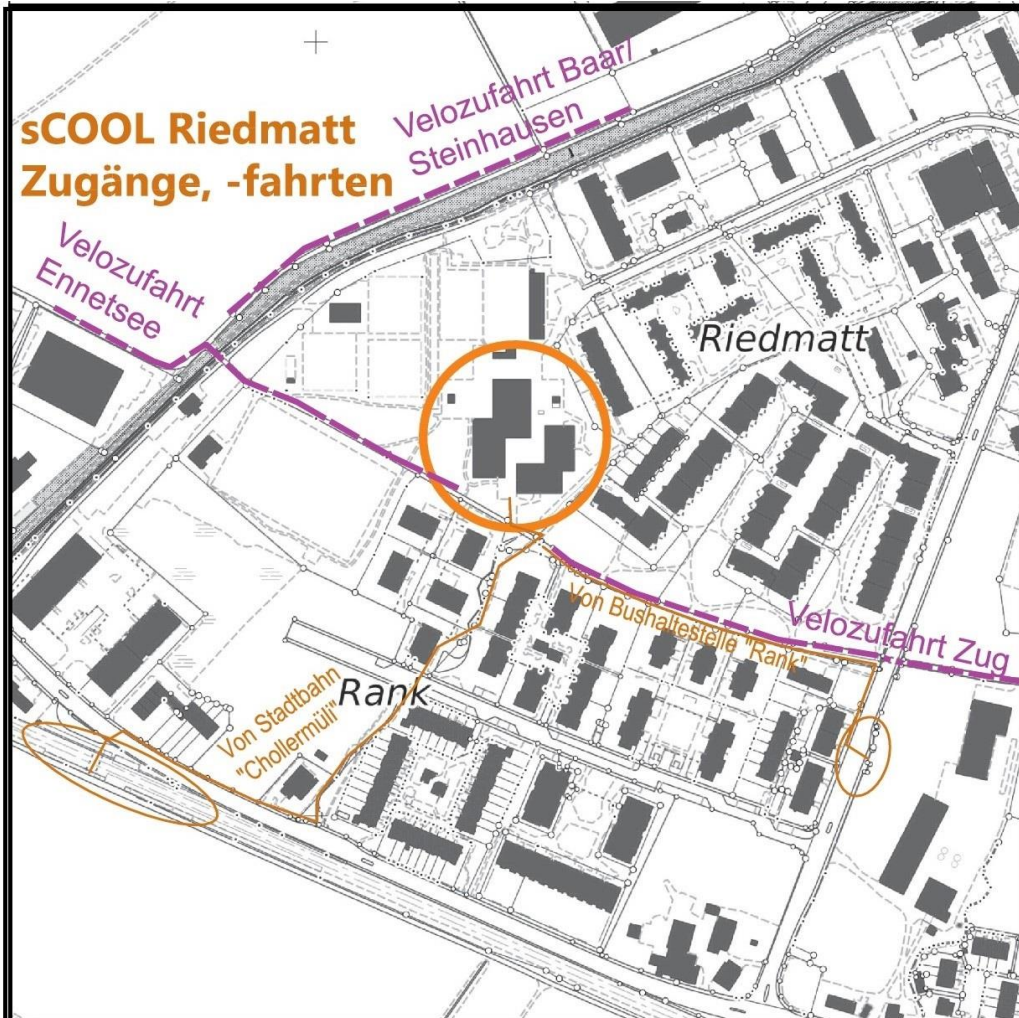 sCOOL Riedmatt
Zugänge, -fahrten
Velozufahrt Baar/
Steinhausen
Velozufahrt
Ennetsee
Riedmatt
Von Bushaltestelle "Rank"
Velozufahrt Zug
Rank
Von Stadtbahn
"Chollermüli"